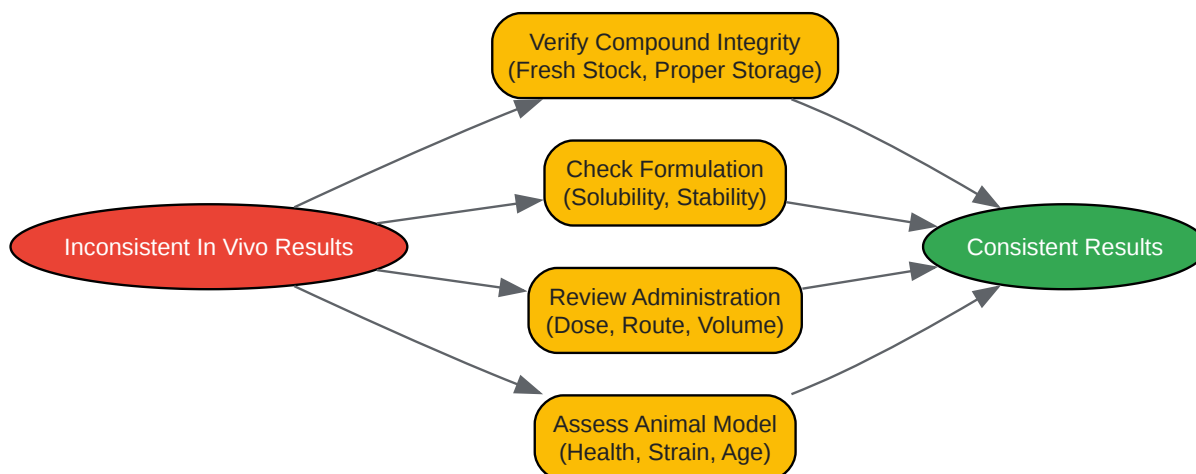 Verify Compound Integrity
(Fresh Stock, Proper Storage)
Check Formulation
(Solubility, Stability)
Inconsistent In Vivo Results
Consistent Results
Review Administration
(Dose, Route, Volume)
Assess Animal Model
(Health, Strain, Age)